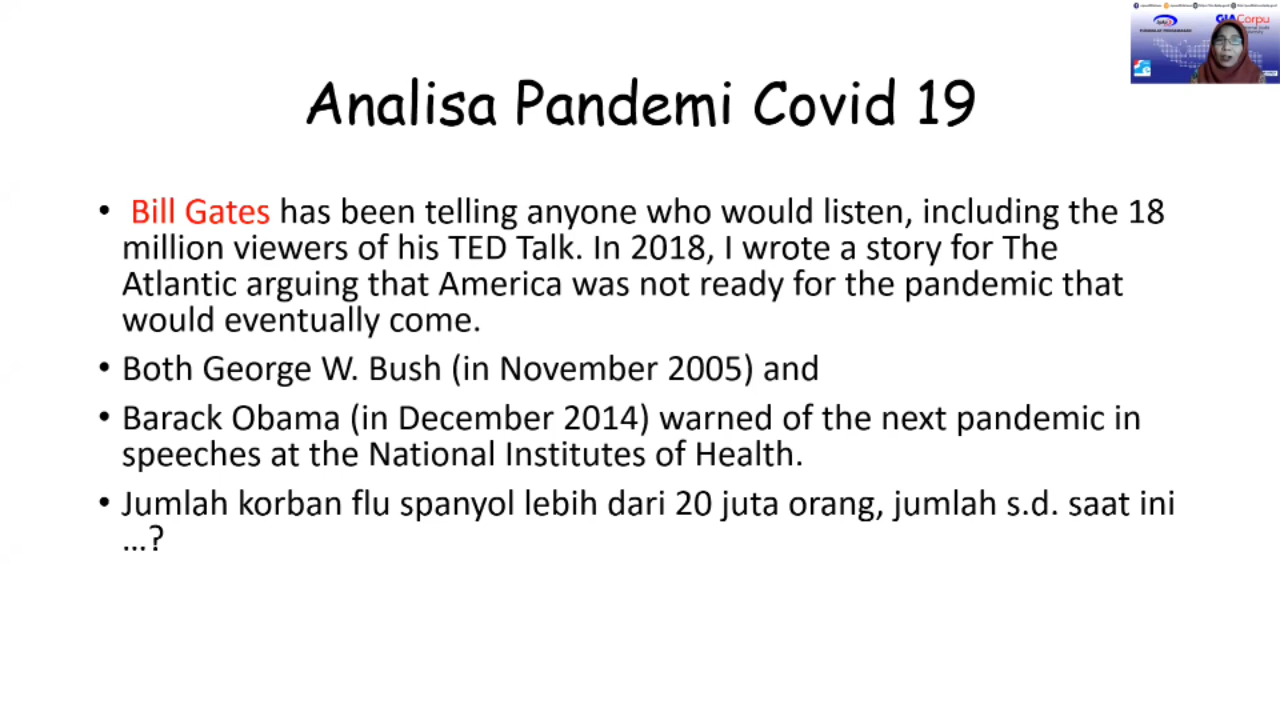 Analisa Pandemi Covid 19
• Bill Gates has been telling anyone who would listen, including the 18
million viewers of his TED Talk. In 2018, I wrote a story for The
Atlantic arguing that America was not ready for the pandemic that
would eventually come.
• Both George W. Bush (in November 2005) and
• Barack Obama (in December 2014) warned of the next pandemic in
speeches at the National Institutes of Health.
• Jumlah korban flu spanyol lebih dari 20 juta orang, jumlah s.d. saat ini
...?
Corpu